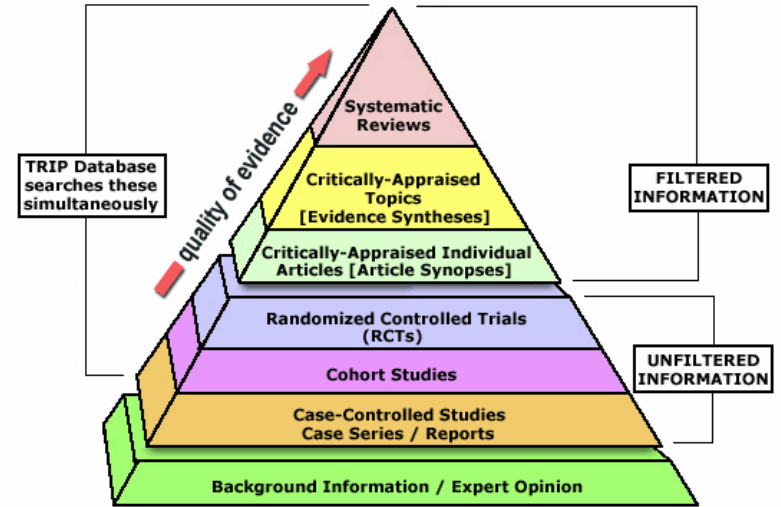 Systematic
Reviews
Critically-Appraised
Topics
[Evidence Syntheses]
Critically-Appraised Individual
Articles [Article Synopses]
Randomized Controlled Trials
(RCTs)
Cohort Studies
Case-Controlled Studies
Case Series / Reports
Background Information / Expert Opinion
quality of evidence
TRIP Database
searches these
simultaneously
FILTERED
INFORMATION
UNFILTERED
INFORMATION